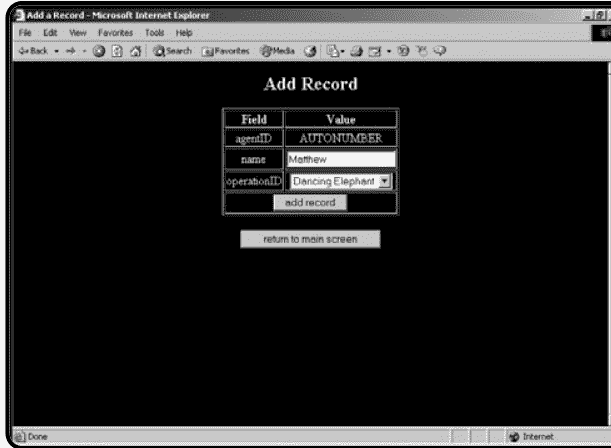 Add a Record - Microsoft Internet Explorer
File Edit View Favorites Tools Help
Back Search Favorites Media
Add Record
Field Value
agentID AUTONUMBER
name Matthew
operationID Dancing Elephant
add record
return to main screen
Done Internet